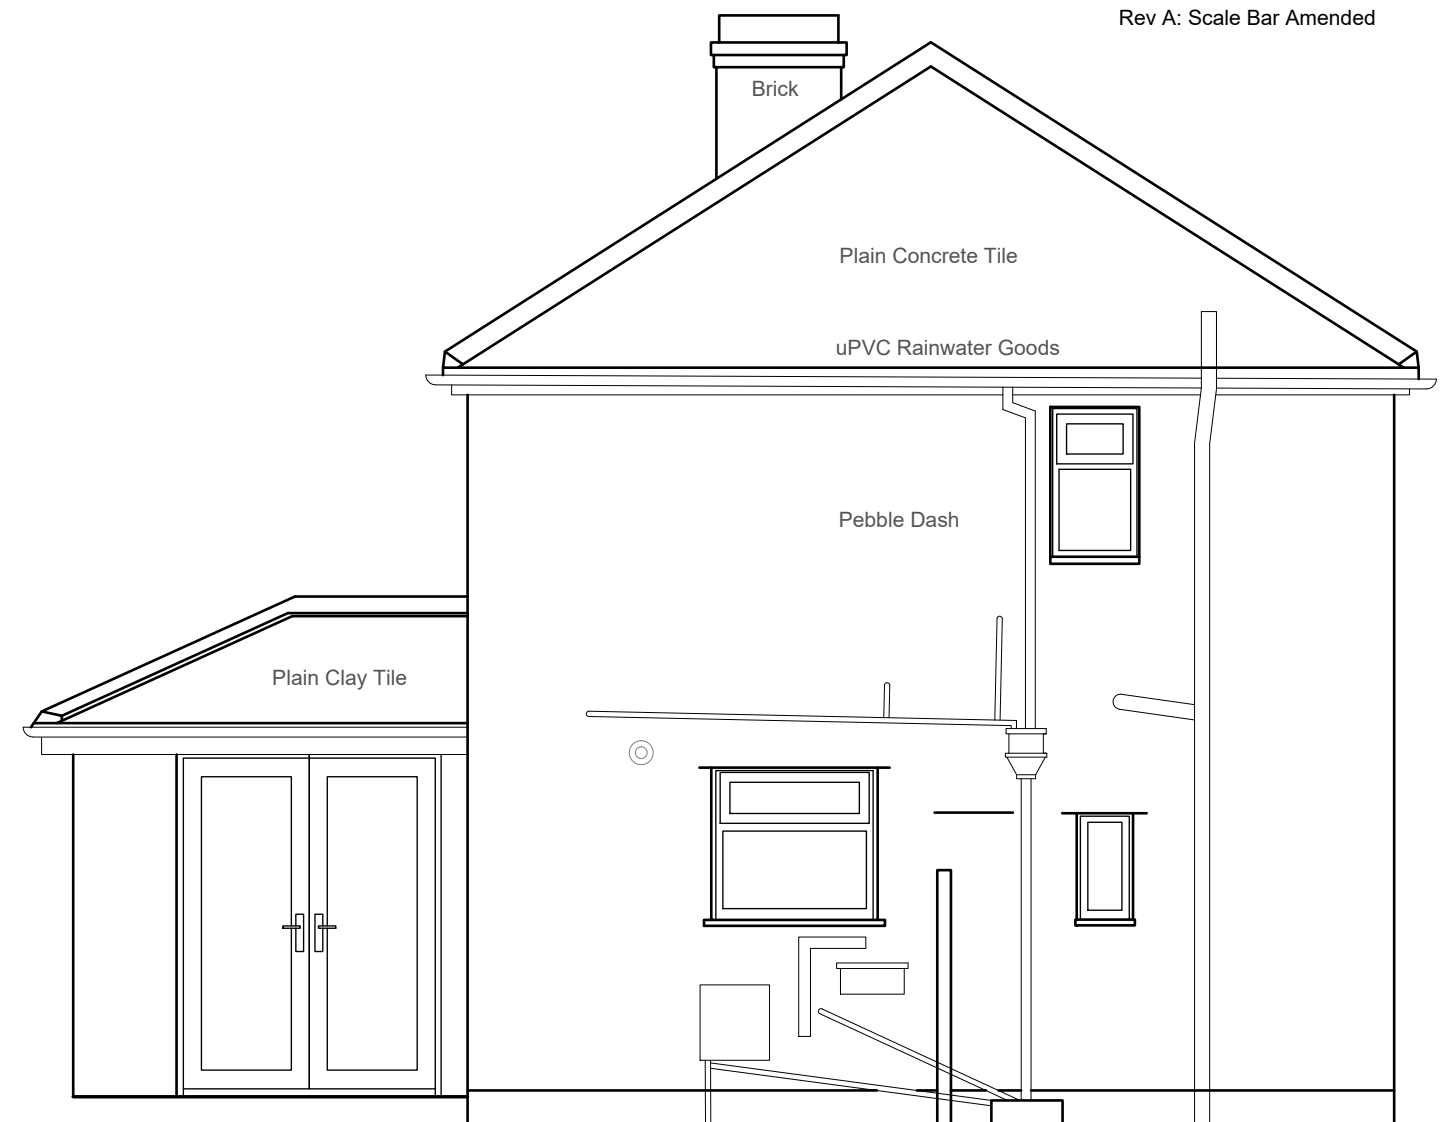 Rev A: Scale Bar Amended
Brick
Plain Concrete Tile
uPVC Rainwater Goods
Pebble Dash
Plain Clay Tile